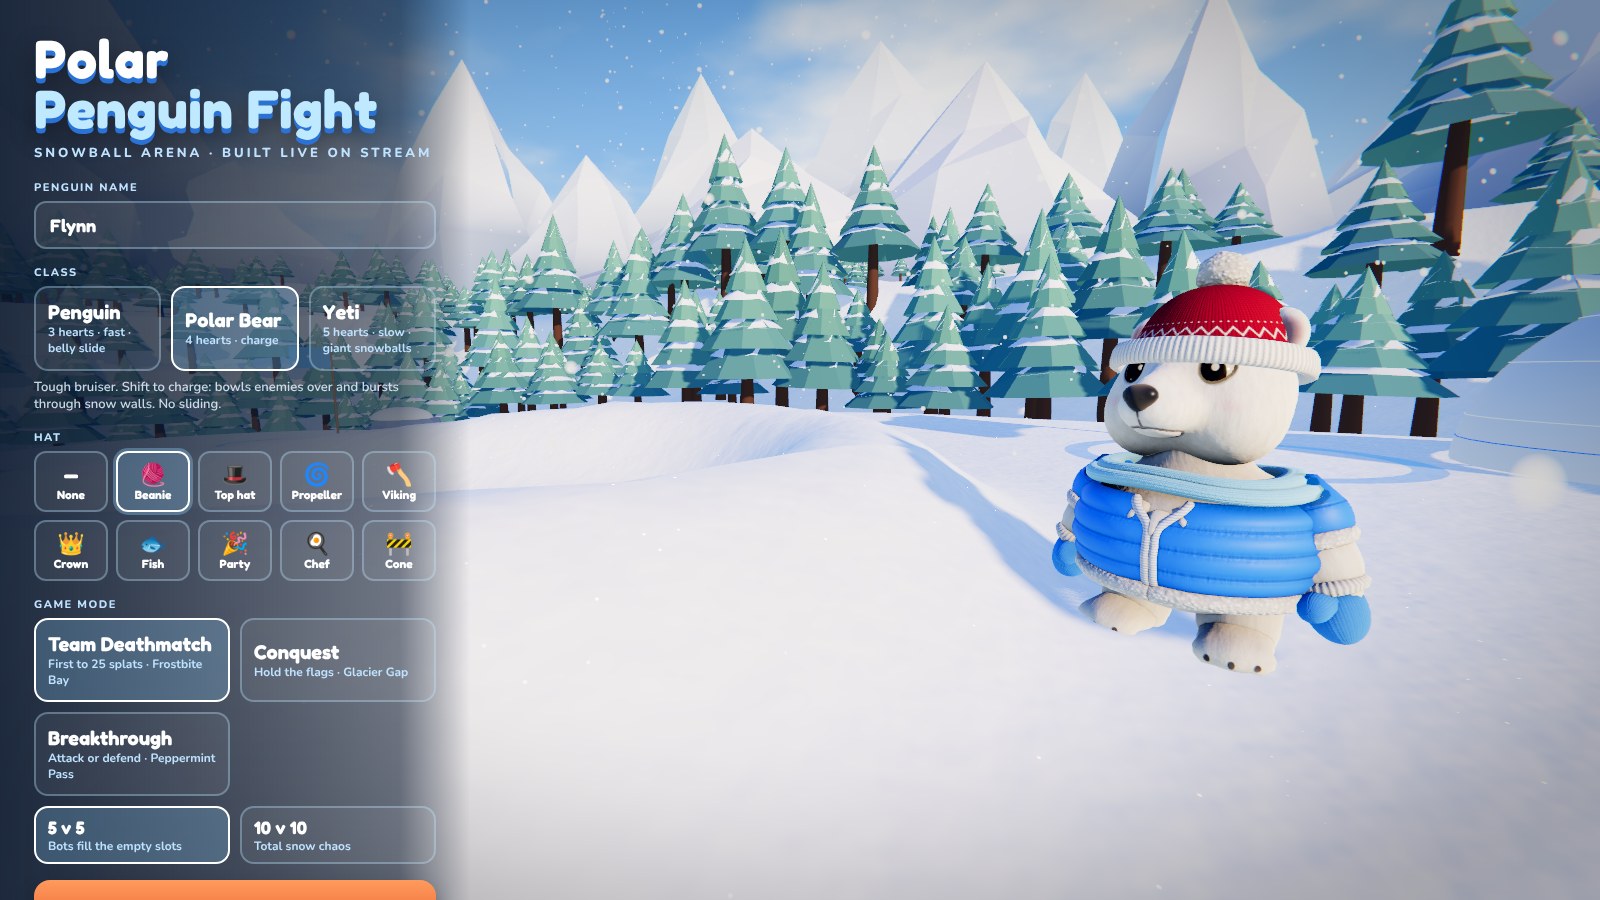 Polar
Penguin Fight
SNOWBALL ARENA · BUILT LIVE ON STREAM
PENGUIN NAME
Flynn
CLASS
Penguin
3 hearts · fast ·
belly slide
Polar Bear
4 hearts · charge
Yeti
5 hearts · slow ·
giant snowballs
Tough bruiser. Shift to charge: bowls enemies over and bursts
through snow walls. No sliding.
HAT
None
Beanie
Top hat
Propeller
Viking
Crown
Fish
Party
Chef
Cone
GAME MODE
Team Deathmatch
First to 25 splats · Frostbite
Bay
Conquest
Hold the flags · Glacier Gap
Breakthrough
Attack or defend · Peppermint
Pass
5 v 5
Bots fill the empty slots
10 v 10
Total snow chaos